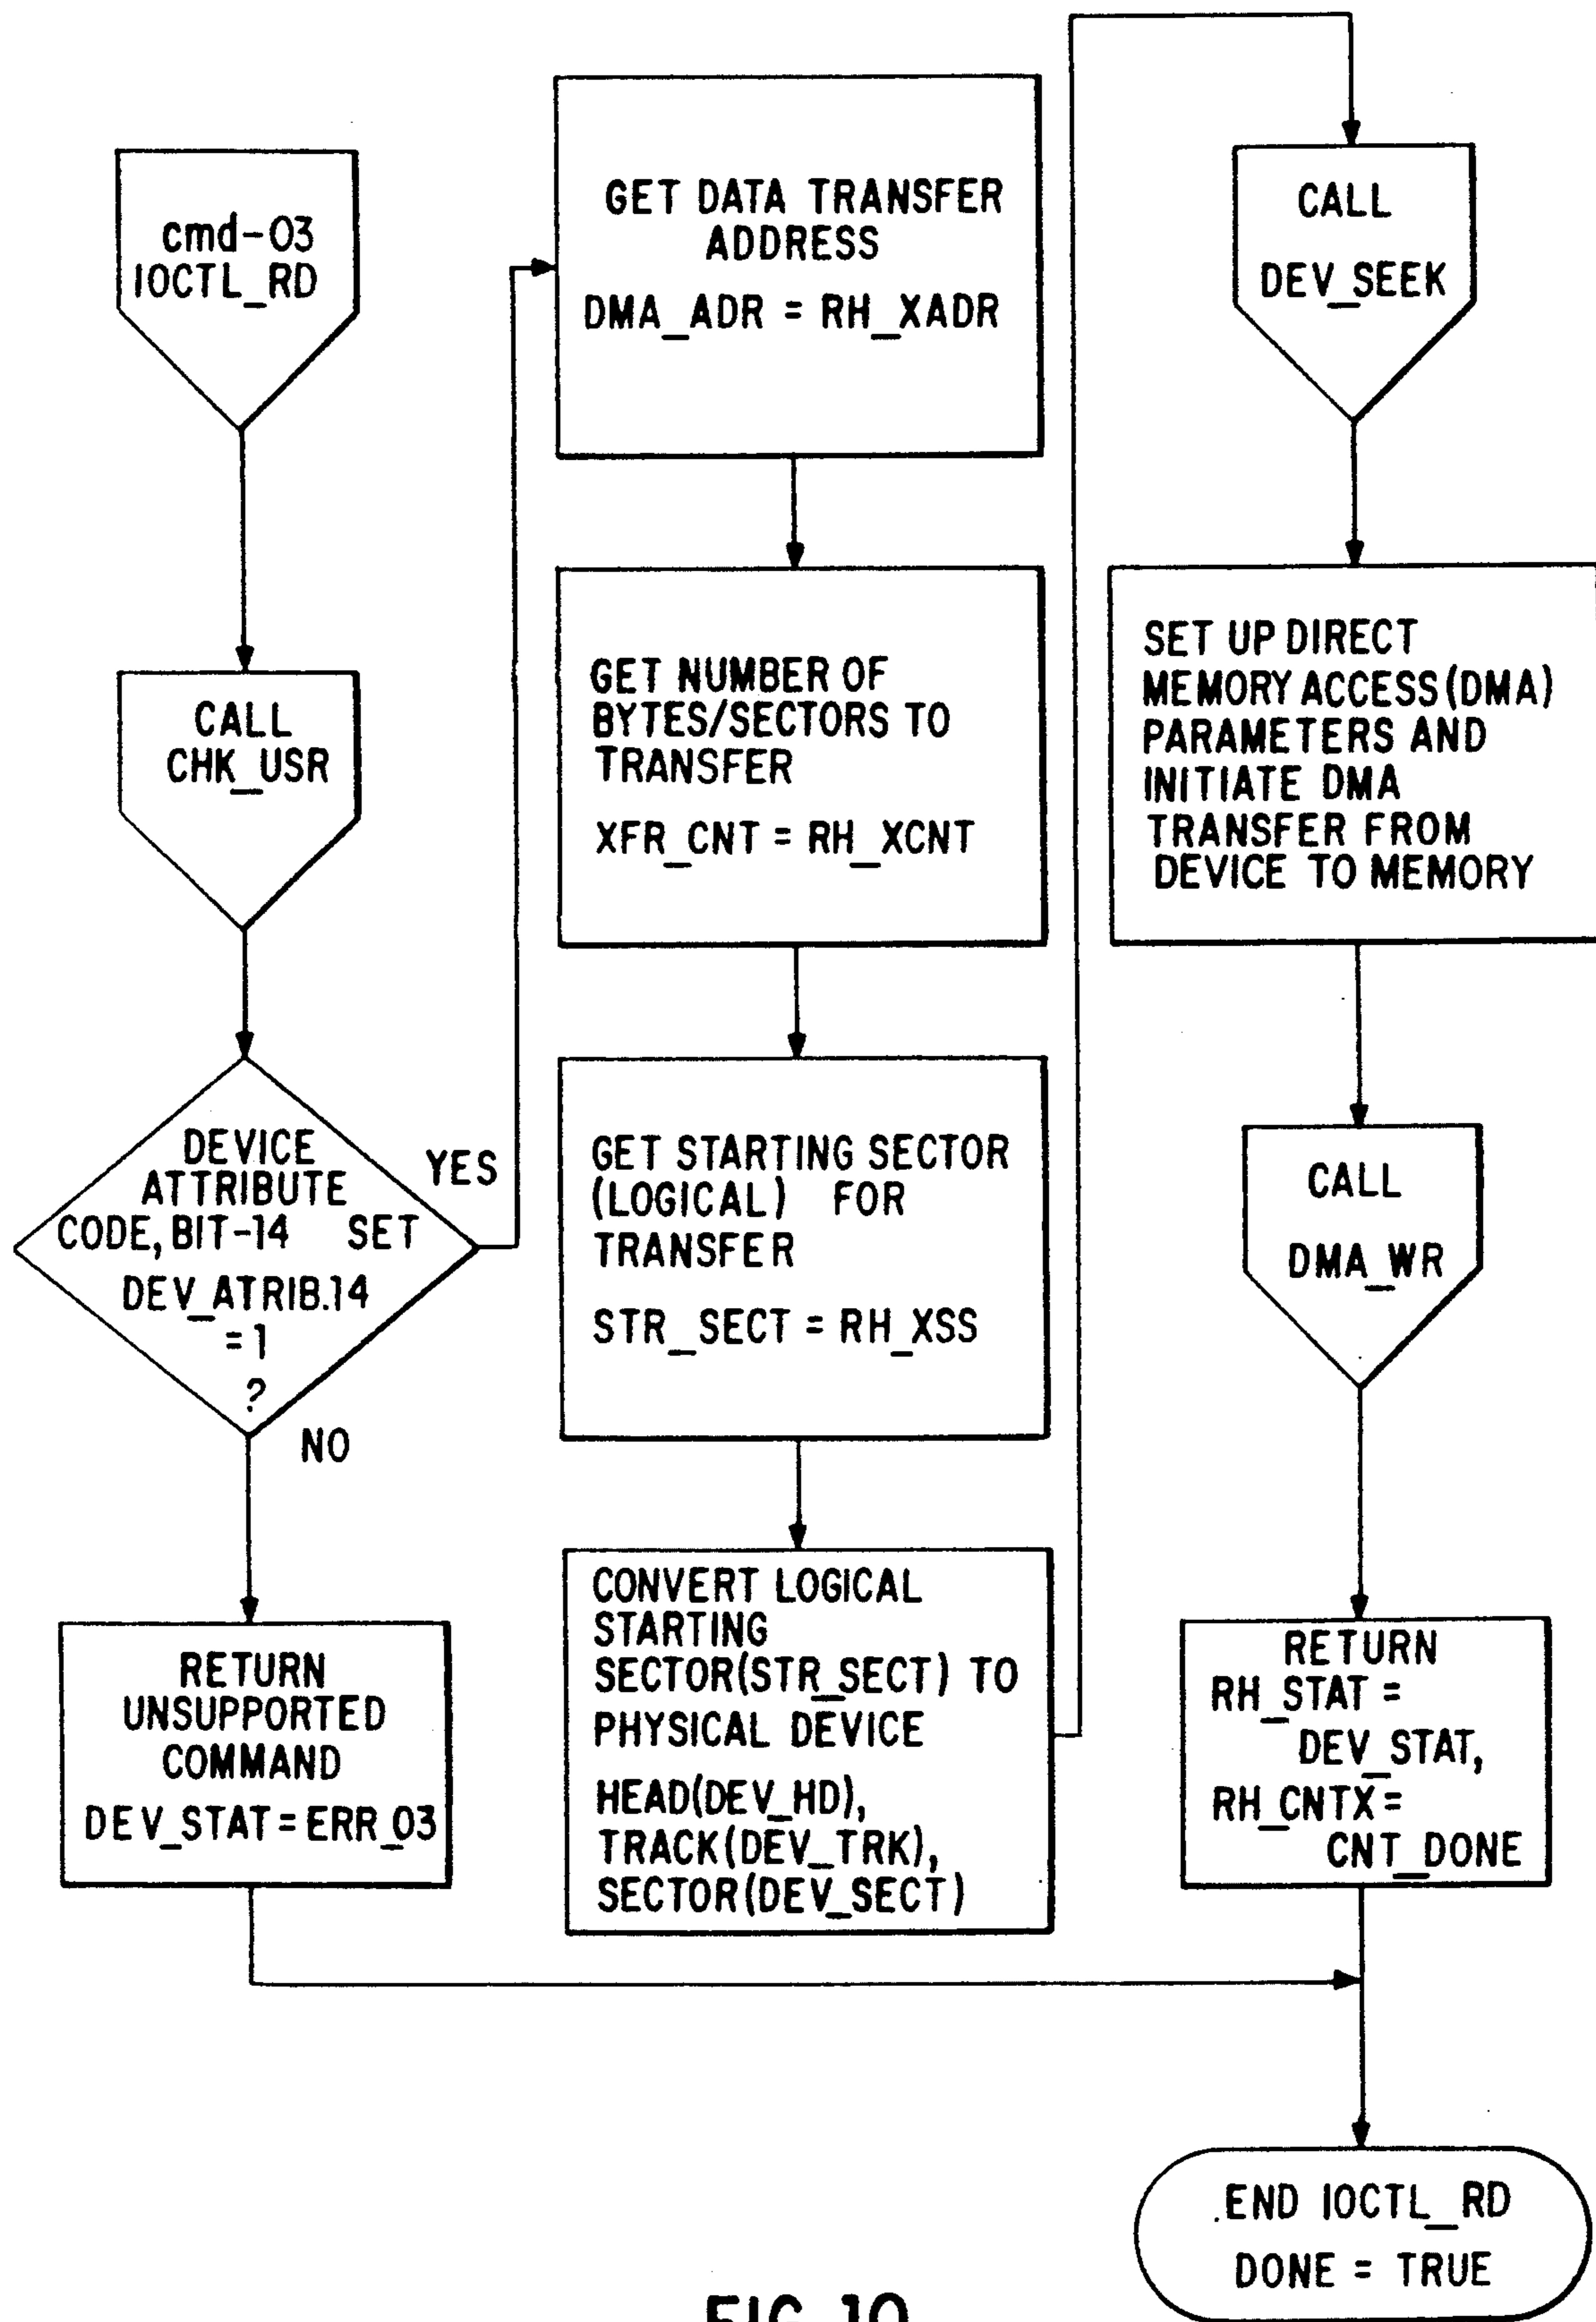 cmd-03
IOCTL_RD
CALL
CHK_USR
DEVICE
ATTRIBUTE
CODE, BIT-14 SET
DEV_ATRIB.14
=1
?
YES
NO
RETURN
UNSUPPORTED
COMMAND
DEV_STAT = ERR_03
GET DATA TRANSFER
ADDRESS
DMA_ADR = RH_XADR
GET NUMBER OF
BYTES/SECTORS TO
TRANSFER
XFR_CNT = RH_XCNT
GET STARTING SECTOR
(LOGICAL) FOR
TRANSFER
STR_SECT = RH_XSS
CONVERT LOGICAL
STARTING
SECTOR(STR_SECT) TO
PHYSICAL DEVICE
HEAD(DEV_HD),
TRACK(DEV_TRK),
SECTOR(DEV_SECT)
CALL
DEV_SEEK
SET UP DIRECT
MEMORY ACCESS (DMA)
PARAMETERS AND
INITIATE DMA
TRANSFER FROM
DEVICE TO MEMORY
CALL
DMA_WR
RETURN
RH_STAT =
DEV_STAT,
RH_CNTX =
CNT_DONE
END IOCTL_RD
DONE = TRUE
FIG. 10